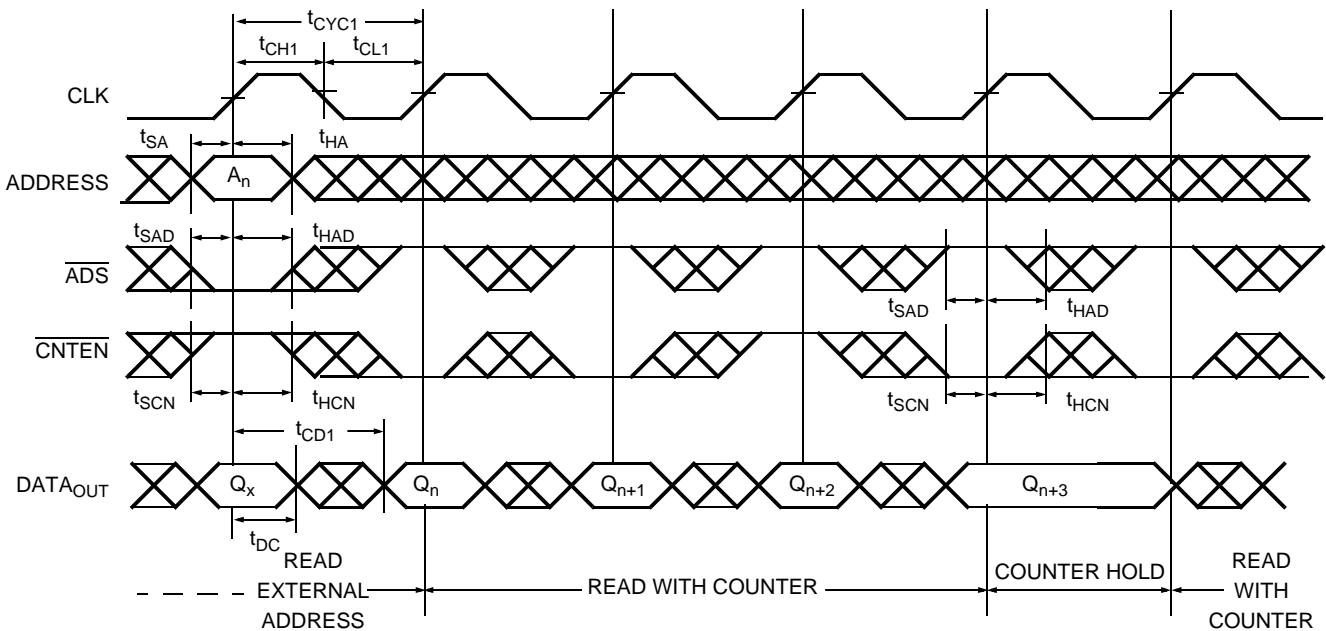 tCYC1
tCH1
tCL1
CLK
tSA
tHA
ADDRESS
An
tSAD
tHAD
ADS
tSAD
tHAD
CNTEN
tSCN
tHCN
tSCN
tHCN
tCD1
DATAOUT
Qx
Qn
Qn+1
Qn+2
Qn+3
tDC
READ
EXTERNAL
ADDRESS
READ WITH COUNTER
COUNTER HOLD
READ
WITH
COUNTER